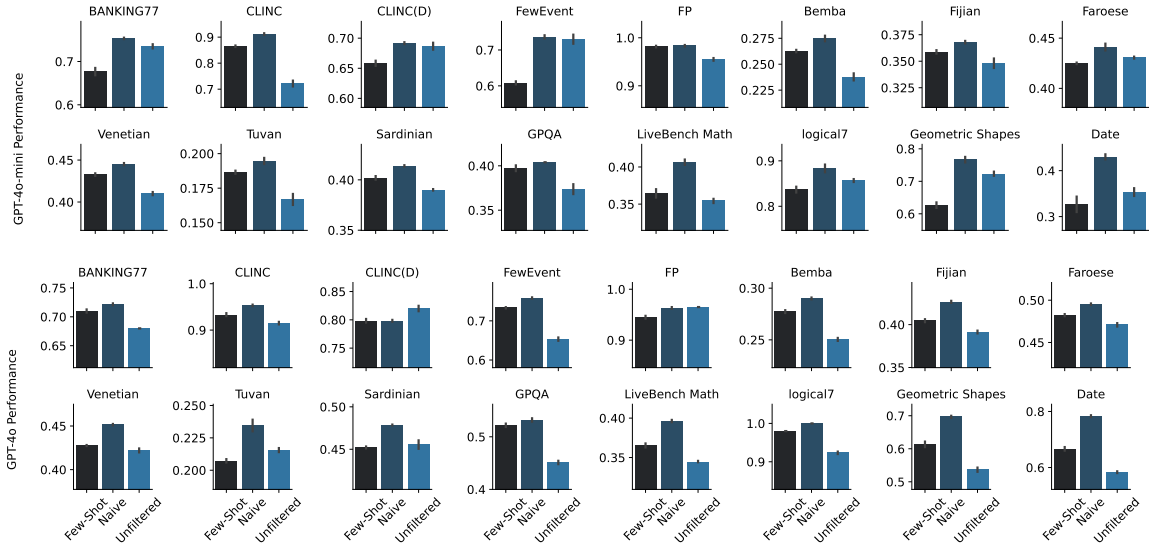 GPT-4o-mini Performance
BANKING77
0.7
0.6
CLINC
0.9
0.8
0.7
CLINC(D)
0.70
0.65
0.60
FewEvent
0.7
0.6
FP
1.0
0.9
Bemba
0.275
0.250
0.225
Fijian
0.375
0.350
0.325
Faroese
0.45
0.40
Venetian
0.45
0.40
Tuvan
0.200
0.175
0.150
Sardinian
0.40
0.35
GPQA
0.40
0.35
LiveBench Math
0.40
0.35
logical7
0.9
0.8
Geometric Shapes
0.8
0.7
0.6
Date
0.4
0.3
GPT-4o Performance
BANKING77
0.75
0.70
0.65
CLINC
1.0
0.9
CLINC(D)
0.85
0.80
0.75
FewEvent
0.7
0.6
FP
1.0
0.9
Bemba
0.30
0.25
Fijian
0.40
0.35
Faroese
0.50
0.45
Venetian
0.45
0.40
Few-Shot
Naive
Unfiltered
Tuvan
0.250
0.225
0.200
Few-Shot
Naive
Unfiltered
Sardinian
0.50
0.45
Few-Shot
Naive
Unfiltered
GPQA
0.5
0.4
Few-Shot
Naive
Unfiltered
LiveBench Math
0.40
0.35
Few-Shot
Naive
Unfiltered
logical7
1.0
0.9
Few-Shot
Naive
Unfiltered
Geometric Shapes
0.7
0.6
0.5
Few-Shot
Naive
Unfiltered
Date
0.8
0.6
Few-Shot
Naive
Unfiltered